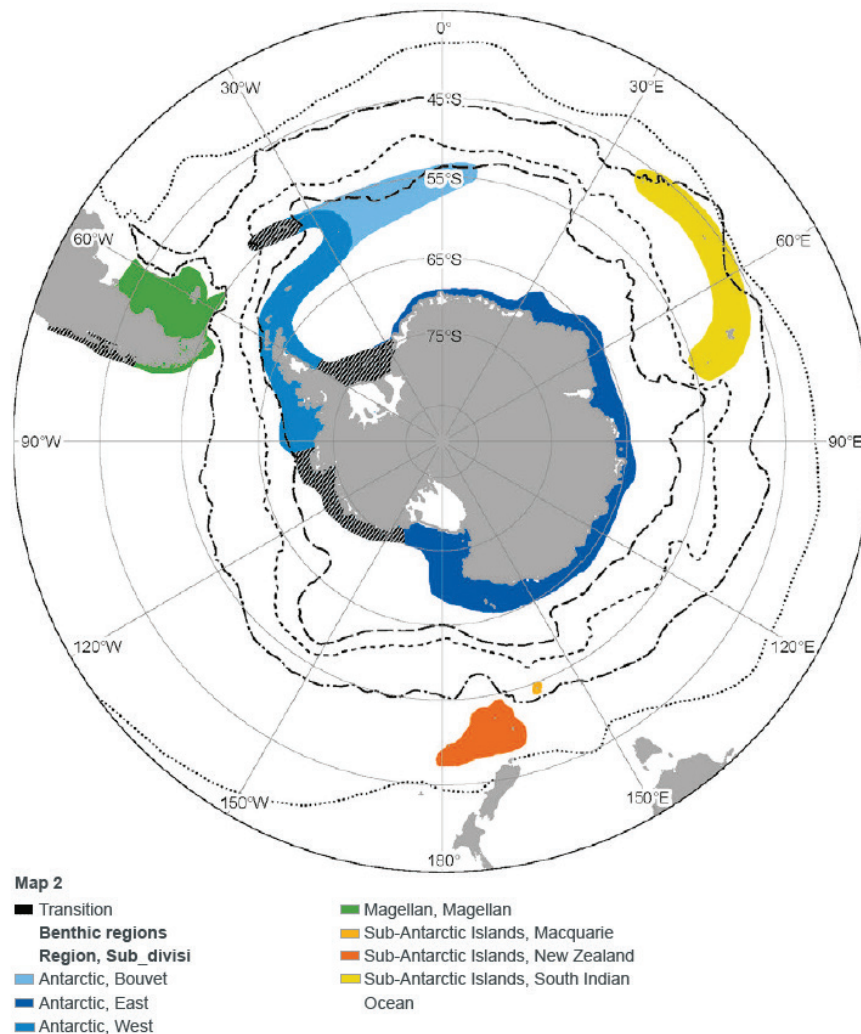 0°
30°W
30°E
45°S
55°S
60°W
60°E
65°S
75°S
90°W
90°E
120°W
120°E
150°W
150°E
180°
Map 2
Transition
Benthic regions
Region, Sub_divisi
Antarctic, Bouvet
Antarctic, East
Antarctic, West
Magellan, Magellan
Sub-Antarctic Islands, Macquarie
Sub-Antarctic Islands, New Zealand
Sub-Antarctic Islands, South Indian
Ocean